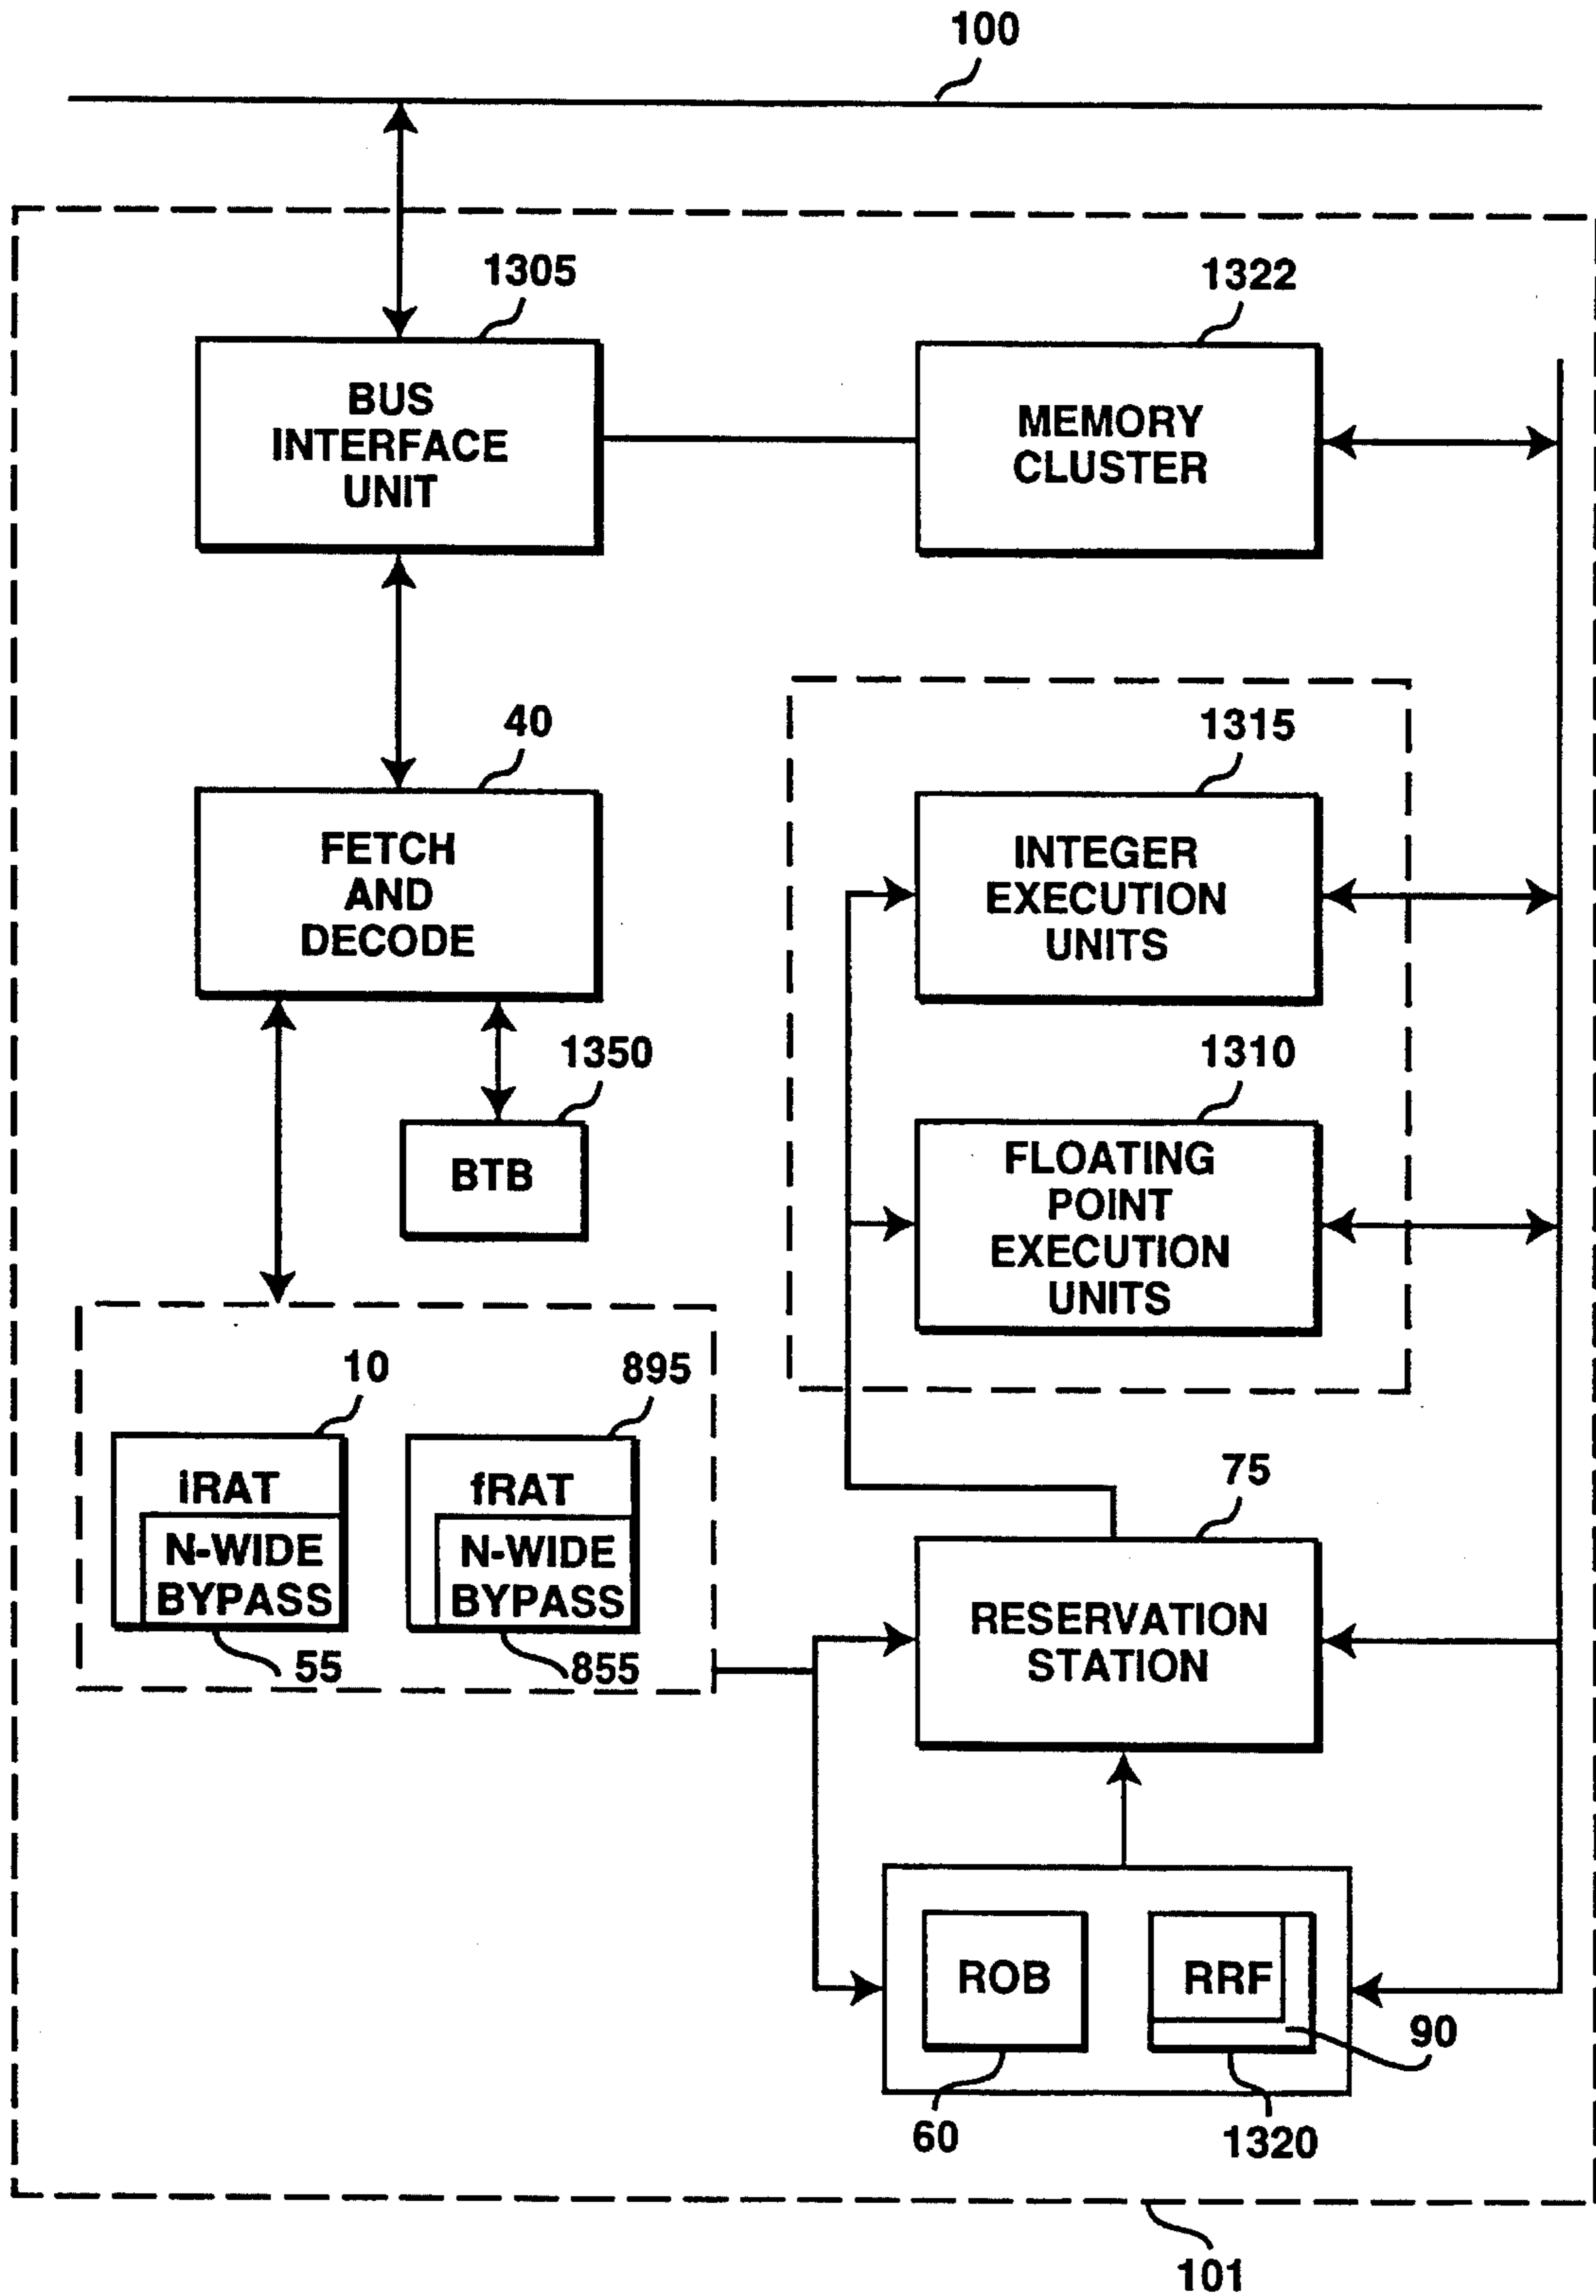 100
1305
1322
BUS
INTERFACE
UNIT
MEMORY
CLUSTER
40
1315
FETCH
AND
DECODE
INTEGER
EXECUTION
UNITS
1350
1310
BTB
FLOATING
POINT
EXECUTION
UNITS
10
895
iRAT
fRAT
N-WIDE
BYPASS
N-WIDE
BYPASS
55
855
75
RESERVATION
STATION
ROB
RRF
90
60
1320
101